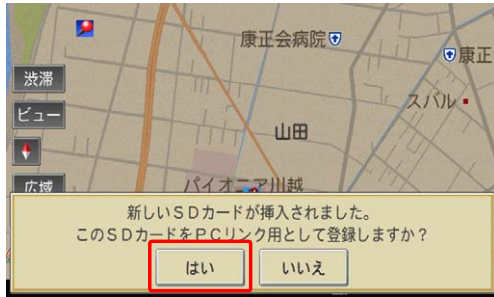 康正会病院
康正
渋滞
スバル
ビュー
山田
広域
パイオニア川越
新しいＳＤカードが挿入されました。
このＳＤカードをＰＣリンク用として登録しますか？
はい
いいえ